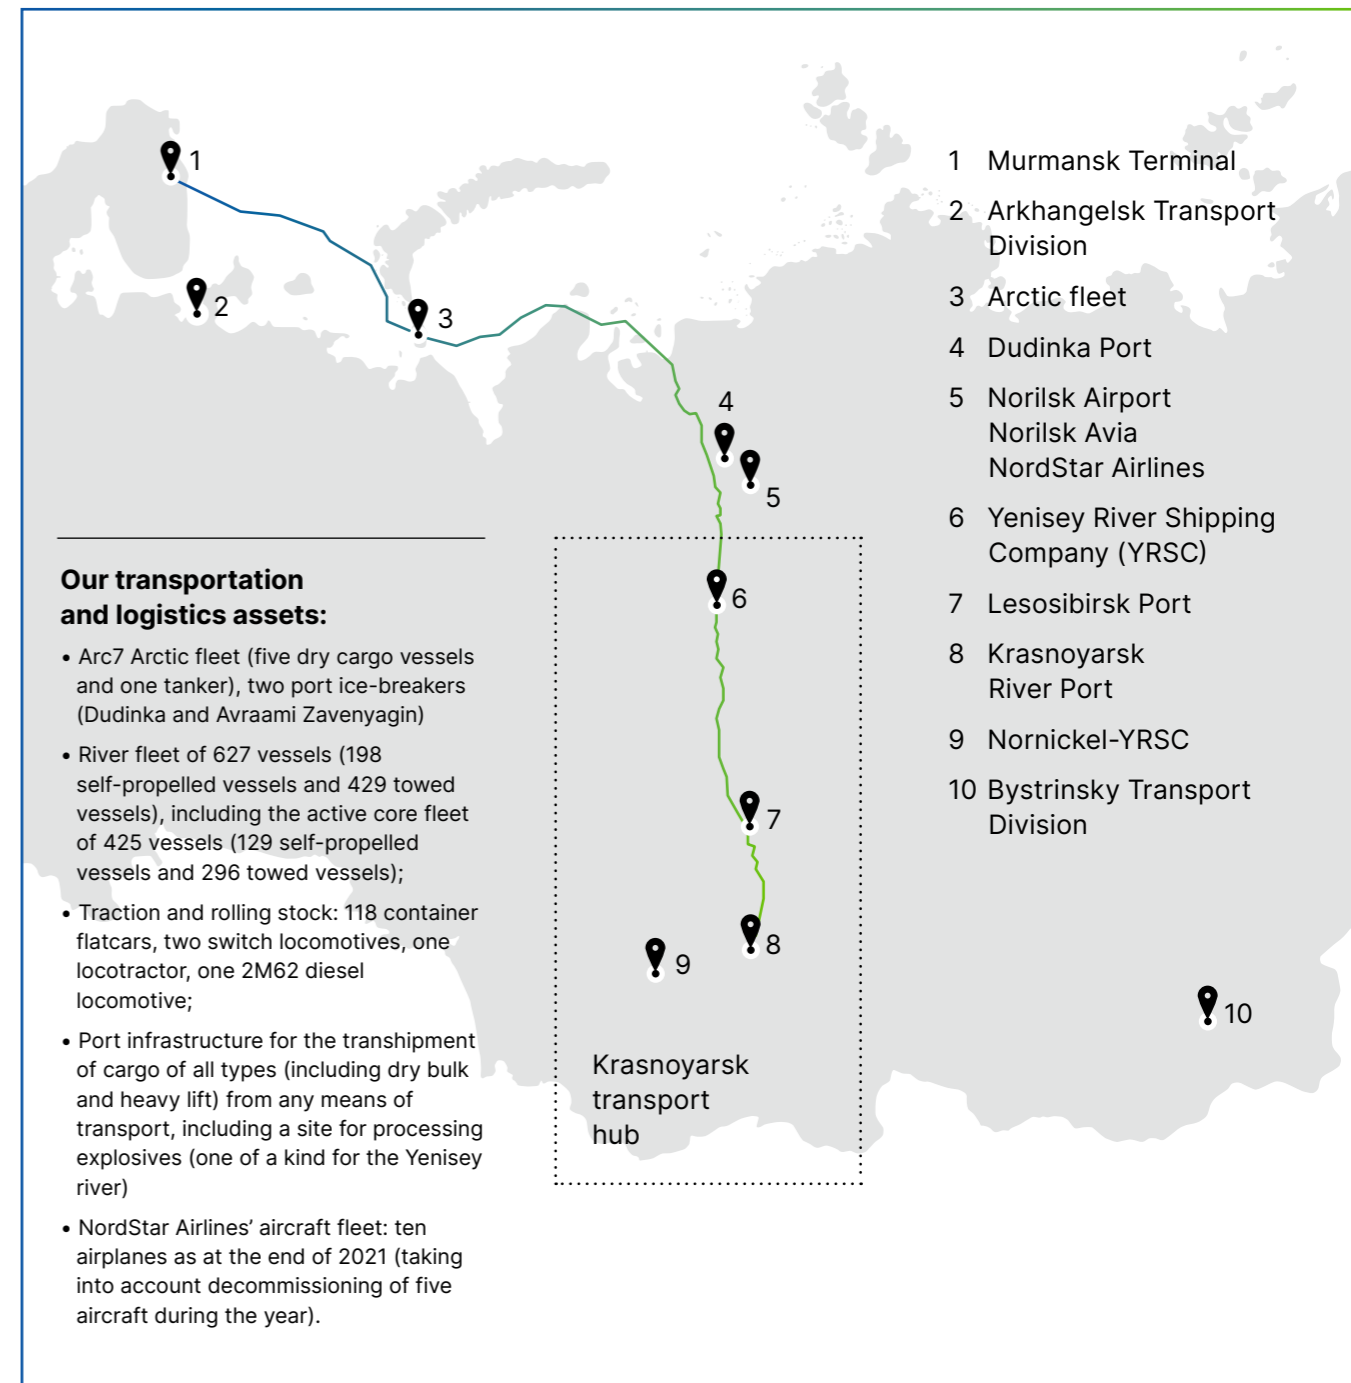 1
2
3
4
5
6
7
8
9
10
Krasnoyarsk
transport
hub
1 Murmansk Terminal
2 Arkhangelsk Transport
Division
3 Arctic fleet
4 Dudinka Port
5 Norilsk Airport
Norilsk Avia
NordStar Airlines
6 Yenisey River Shipping
Company (YRSC)
7 Lesosibirsk Port
8 Krasnoyarsk
River Port
9 Nornickel-YRSC
10 Bystrinsky Transport
Division
Our transportation
and logistics assets:
• Arc7 Arctic fleet (five dry cargo vessels
and one tanker), two port ice-breakers
(Dudinka and Avraami Zavenyagin)
• River fleet of 627 vessels (198
self-propelled vessels and 429 towed
vessels), including the active core fleet
of 425 vessels (129 self-propelled
vessels and 296 towed vessels);
• Traction and rolling stock: 118 container
flatcars, two switch locomotives, one
locotractor, one 2M62 diesel
locomotive;
• Port infrastructure for the transhipment
of cargo of all types (including dry bulk
and heavy lift) from any means of
transport, including a site for processing
explosives (one of a kind for the Yenisey
river)
• NordStar Airlines’ aircraft fleet: ten
airplanes as at the end of 2021 (taking
into account decommissioning of five
aircraft during the year).